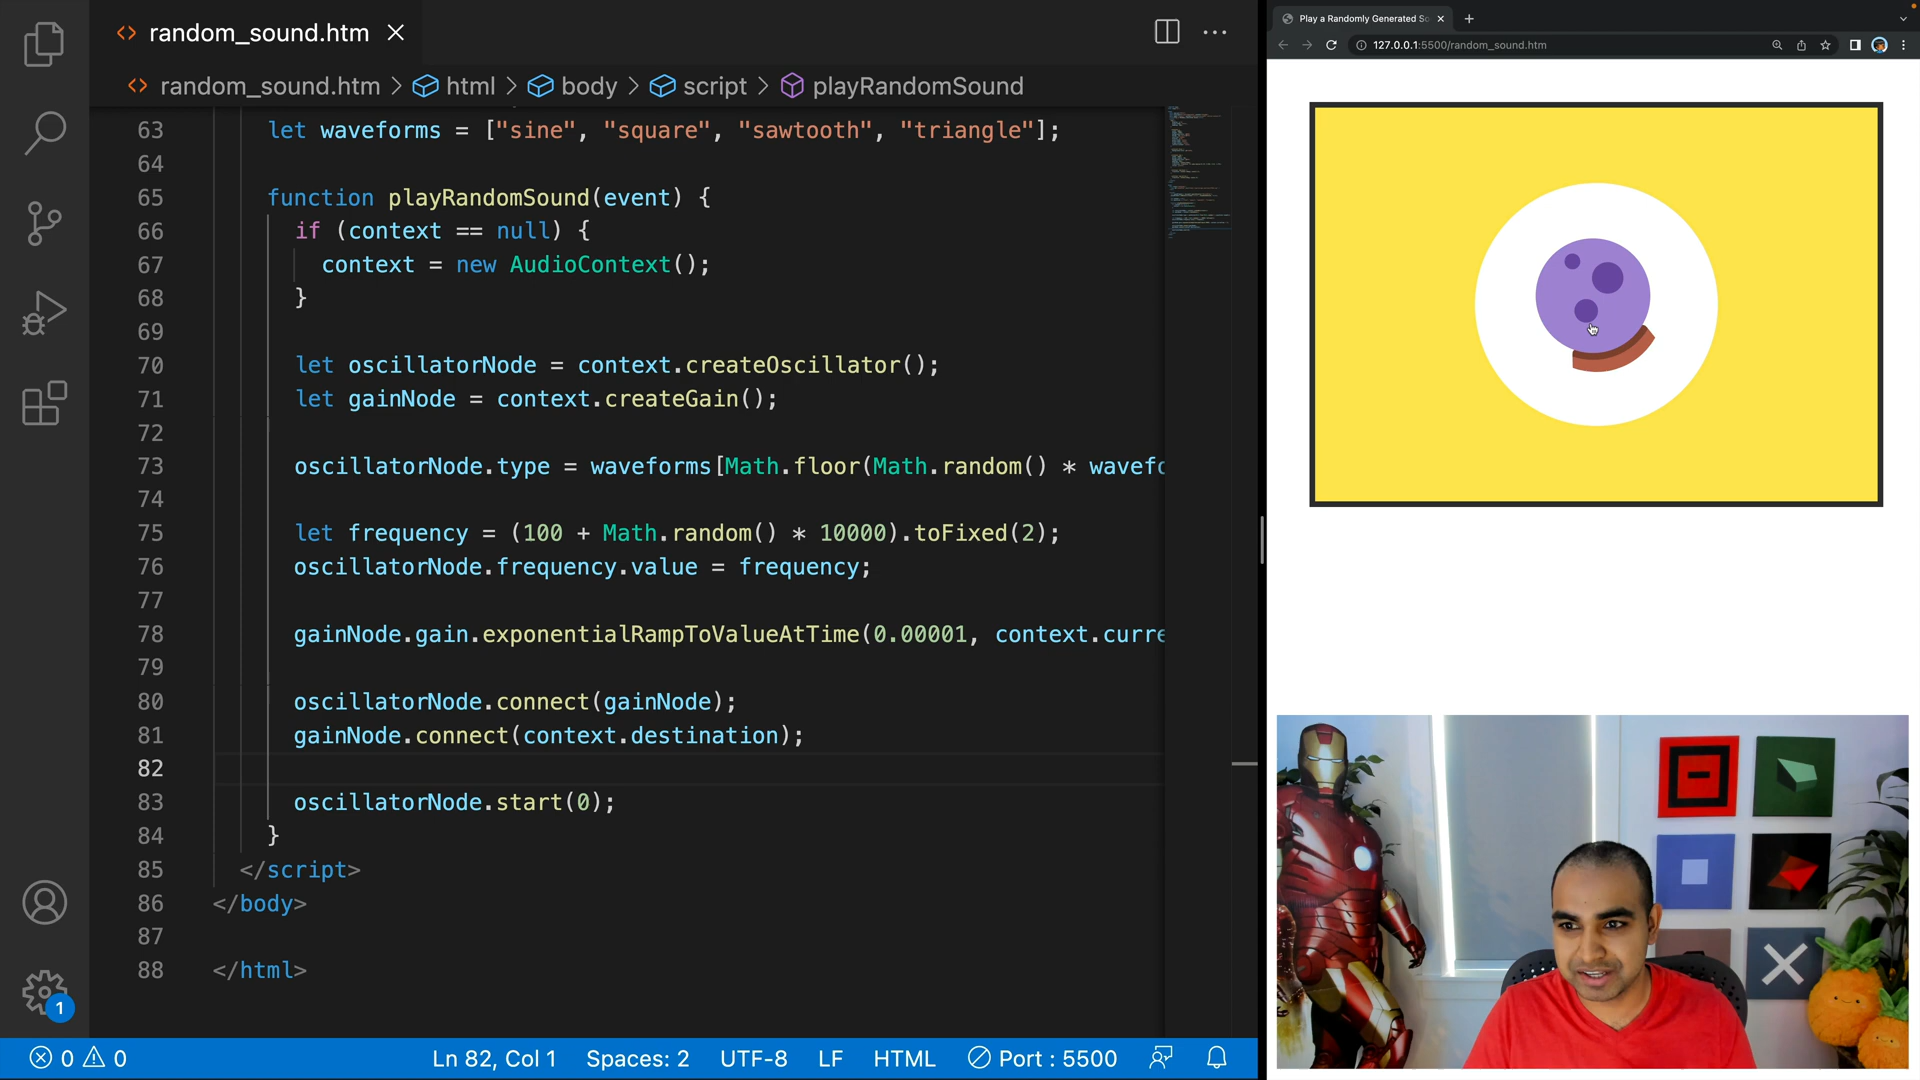 random_sound.htm
random_sound.htm > html > body > script > playRandomSound
63 let waveforms = ["sine", "square", "sawtooth", "triangle"];
64
65 function playRandomSound(event) {
66 if (context == null) {
67 context = new AudioContext();
68 }
69
70 let oscillatorNode = context.createOscillator();
71 let gainNode = context.createGain();
72
73 oscillatorNode.type = waveforms[Math.floor(Math.random() * wavefo
74
75 let frequency = (100 + Math.random() * 10000).toFixed(2);
76 oscillatorNode.frequency.value = frequency;
77
78 gainNode.gain.exponentialRampToValueAtTime(0.00001, context.curre
79
80 oscillatorNode.connect(gainNode);
81 gainNode.connect(context.destination);
82
83 oscillatorNode.start(0);
84 }
85 </script>
86 </body>
87
88 </html>
1
0 0
Ln 82, Col 1 Spaces: 2 UTF-8 LF HTML Port : 5500
Play a Randomly Generated So
127.0.0.1:5500/random_sound.htm